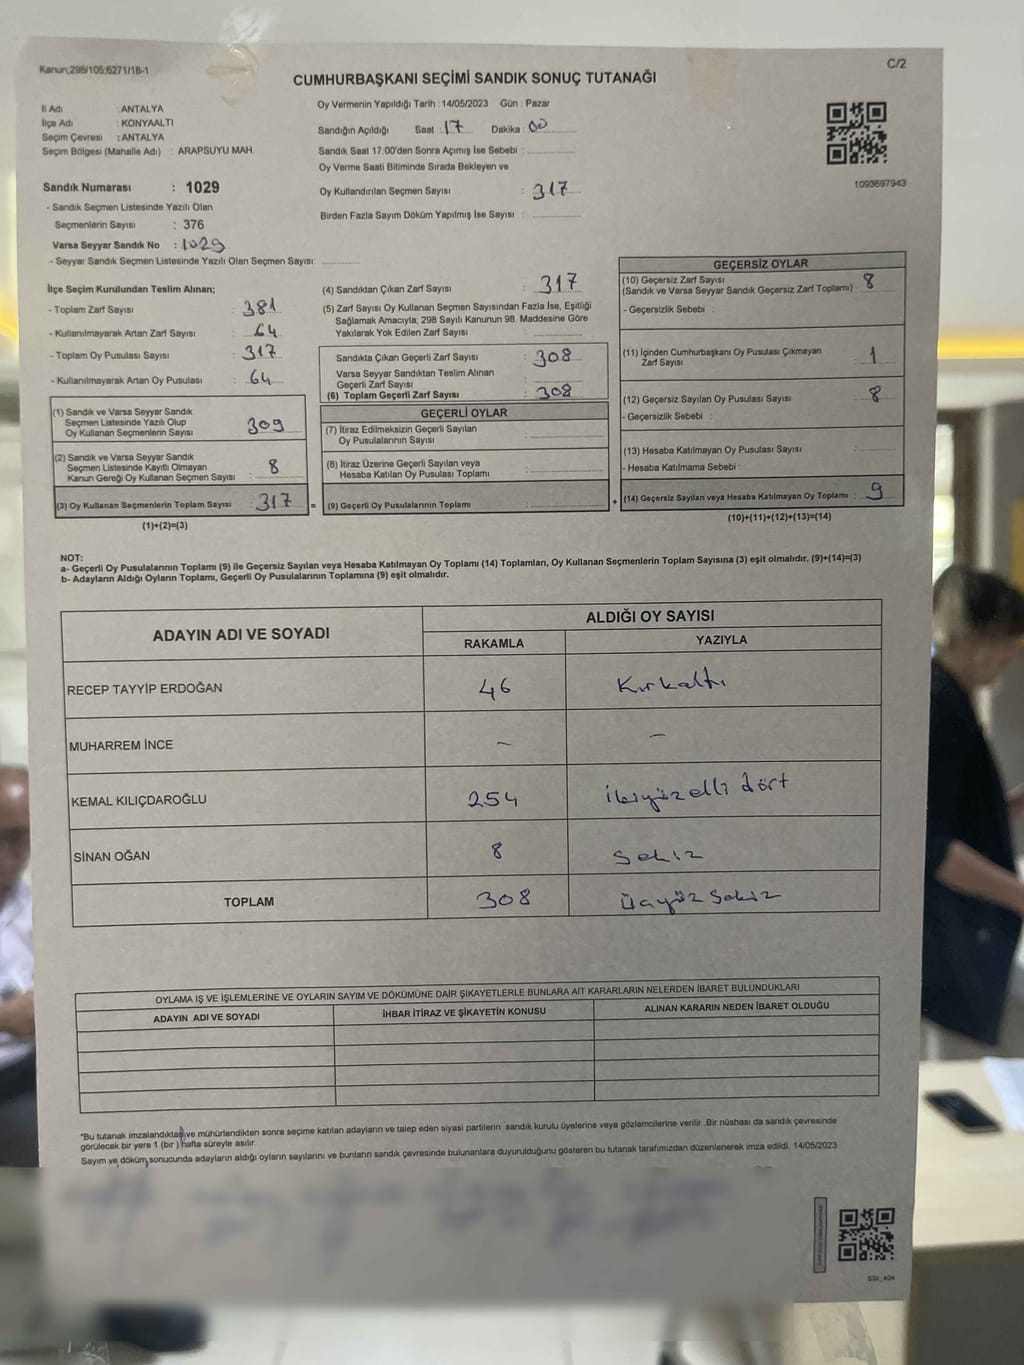 Kanun;298/105;6271/18-1
C/2
CUMHURBAŞKANI SEÇİMİ SANDIK SONUÇ TUTANAĞI
İl Adı : ANTALYA
İlçe Adı : KONYAALTI
Seçim Çevresi : ANTALYA
Seçim Bölgesi (Mahalle Adı) : ARAPSUYU MAH.
Sandık Numarası : 1029
- Sandık Seçmen Listesinde Yazılı Olan
Seçmenlerin Sayısı : 376
Varsa Seyyar Sandık No : 1029
- Seyyar Sandık Seçmen Listesinde Yazılı Olan Seçmen Sayısı:
Oy Vermenin Yapıldığı Tarih : 14/05/2023 Gün : Pazar
Sandığın Açıldığı Saat : 17 Dakika : 00
Sandık Saat 17:00'den Sonra Açımış İse Sebebi :
Oy Verme Saati Bitiminde Sırada Bekleyen ve
Oy Kullandırılan Seçmen Sayısı : 317
Birden Fazla Sayım Döküm Yapılmış İse Sayısı :
1093697943
İlçe Seçim Kurulundan Teslim Alınan;
- Toplam Zarf Sayısı : 381
- Kullanılmayarak Artan Zarf Sayısı : 64
- Toplam Oy Pusulası Sayısı : 317
- Kullanılmayarak Artan Oy Pusulası : 64
(1) Sandık ve Varsa Seyyar Sandık
Seçmen Listesinde Yazılı Olup
Oy Kullanan Seçmenlerin Sayısı 309
(2) Sandık ve Varsa Seyyar Sandık
Seçmen Listesinde Kayıtlı Olmayan
Kanun Gereği Oy Kullanan Seçmen Sayısı : 8
(3) Oy Kullanan Seçmenlerin Toplam Sayısı : 317 =
(1)+(2)=(3)
(4) Sandıktan Çıkan Zarf Sayısı : 317
(5) Zarf Sayısı Oy Kullanan Seçmen Sayısından Fazla İse, Eşitliği
Sağlamak Amacıyla; 298 Sayılı Kanunun 98. Maddesine Göre
Yakılarak Yok Edilen Zarf Sayısı :
Sandıkta Çıkan Geçerli Zarf Sayısı : 308
Varsa Seyyar Sandıktan Teslim Alınan
Geçerli Zarf Sayısı :
(6) Toplam Geçerli Zarf Sayısı : 308
GEÇERLİ OYLAR
(7) İtiraz Edilmeksizin Geçerli Sayılan
Oy Pusulalarının Sayısı :
(8) İtiraz Üzerine Geçerli Sayılan veya
Hesaba Katılan Oy Pusulası Toplamı :
(9) Geçerli Oy Pusulalarının Toplamı : +
GEÇERSİZ OYLAR
(10) Geçersiz Zarf Sayısı
(Sandık ve Varsa Seyyar Sandık Geçersiz Zarf Toplamı) : 8
- Geçersizlik Sebebi :
(11) İçinden Cumhurbaşkanı Oy Pusulası Çıkmayan
Zarf Sayısı : 1
(12) Geçersiz Sayılan Oy Pusulası Sayısı : 8
- Geçersizlik Sebebi :
(13) Hesaba Katılmayan Oy Pusulası Sayısı :
- Hesaba Katılmama Sebebi :
(14) Geçersiz Sayılan veya Hesaba Katılmayan Oy Toplamı : 9
(10)+(11)+(12)+(13)=(14)
NOT:
a- Geçerli Oy Pusulalarının Toplamı (9) ile Geçersiz Sayılan veya Hesaba Katılmayan Oy Toplamı (14) Toplamları, Oy Kullanan Seçmenlerin Toplam Sayısına (3) eşit olmalıdır. (9)+(14)=(3)
b- Adayların Aldığı Oyların Toplamı, Geçerli Oy Pusulalarının Toplamına (9) eşit olmalıdır.
ADAYIN ADI VE SOYADI ALDIĞI OY SAYISI
RAKAMLA YAZIYLA
RECEP TAYYİP ERDOĞAN 46 Kırkaltı
MUHARREM İNCE - -
KEMAL KILIÇDAROĞLU 254 ikiyüzelli dört
SİNAN OĞAN 8 Sekiz
TOPLAM 308 Üçyüz Sekiz
OYLAMA İŞ VE İŞLEMLERİNE VE OYLARIN SAYIM VE DÖKÜMÜNE DAİR ŞİKAYETLERLE BUNLARA AİT KARARLARIN NELERDEN İBARET BULUNDUKLARI
ADAYIN ADI VE SOYADI İHBAR İTİRAZ VE ŞİKAYETİN KONUSU ALINAN KARARIN NEDEN İBARET OLDUĞU
*Bu tutanak imzalandıktan ve mühürlendikten sonra seçime katılan adayların ve talep eden siyasi partilerin sandık kurulu üyelerine veya gözlemcilerine verilir .Bir nüshası da sandık çevresinde
görülecek bir yere 1 (bir ) hafta süreyle asılır.
Sayım ve döküm sonucunda adayların aldığı oyların sayılarını ve bunların sandık çevresinde bulunanlara duyurulduğunu gösteren bu tutanak tarafımızdan düzenlenerek imza edildi. 14/05/2023